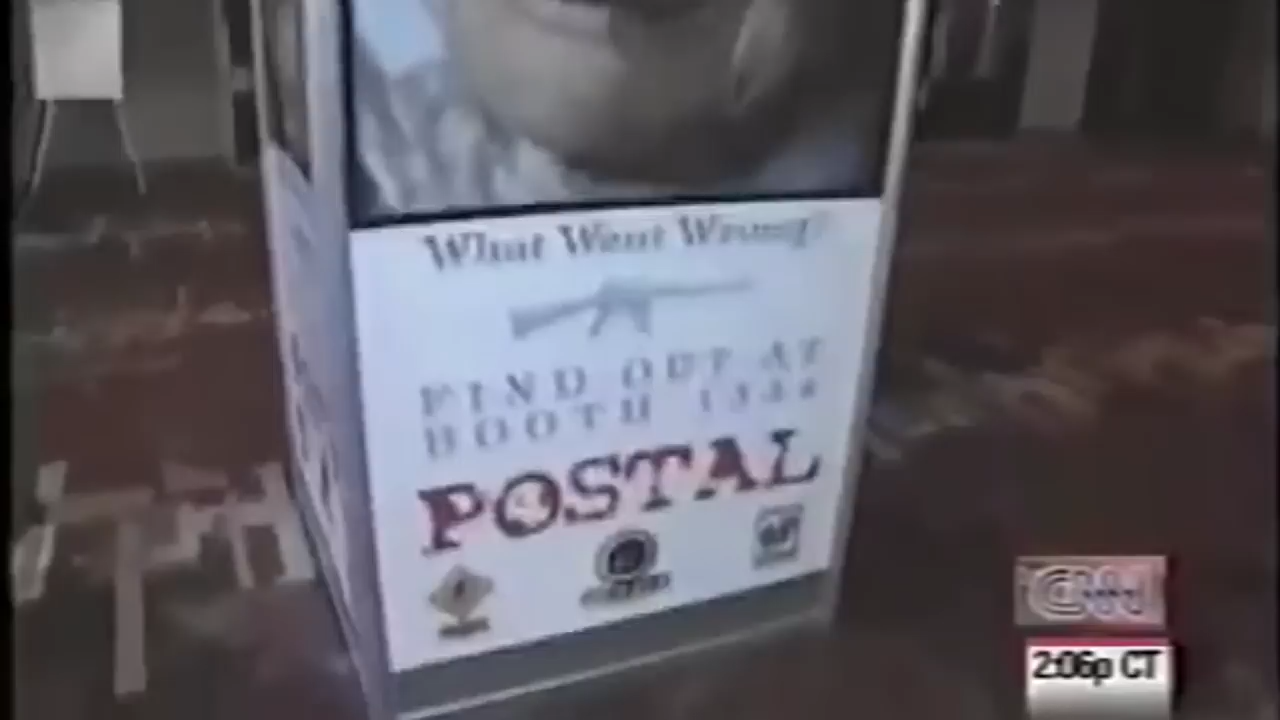 What Went Wrong?
FIND OUT AT
BOOTH
POSTAL
CNN
2:06p CT